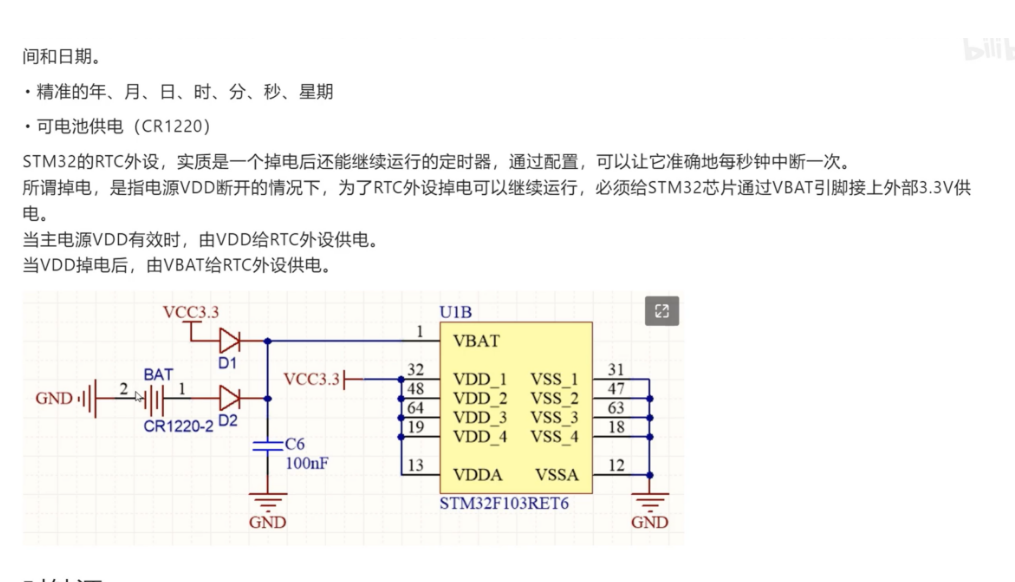 间和日期。
bilib
• 精准的年、月、日、时、分、秒、星期
• 可电池供电（CR1220）
STM32的RTC外设，实质是一个掉电后还能继续运行的定时器，通过配置，可以让它准确地每秒钟中断一次。
所谓掉电，是指电源VDD断开的情况下，为了RTC外设掉电可以继续运行，必须给STM32芯片通过VBAT引脚接上外部3.3V供
电。
当主电源VDD有效时，由VDD给RTC外设供电。
当VDD掉电后，由VBAT给RTC外设供电。
VCC3.3
D1
BAT
GND
2
1
CR1220-2
D2
C6
100nF
GND
VCC3.3
U1B
1
VBAT
32
VDD_1
VSS_1
31
48
VDD_2
VSS_2
47
64
VDD_3
VSS_3
63
19
VDD_4
VSS_4
18
13
VDDA
VSSA
12
STM32F103RET6
GND